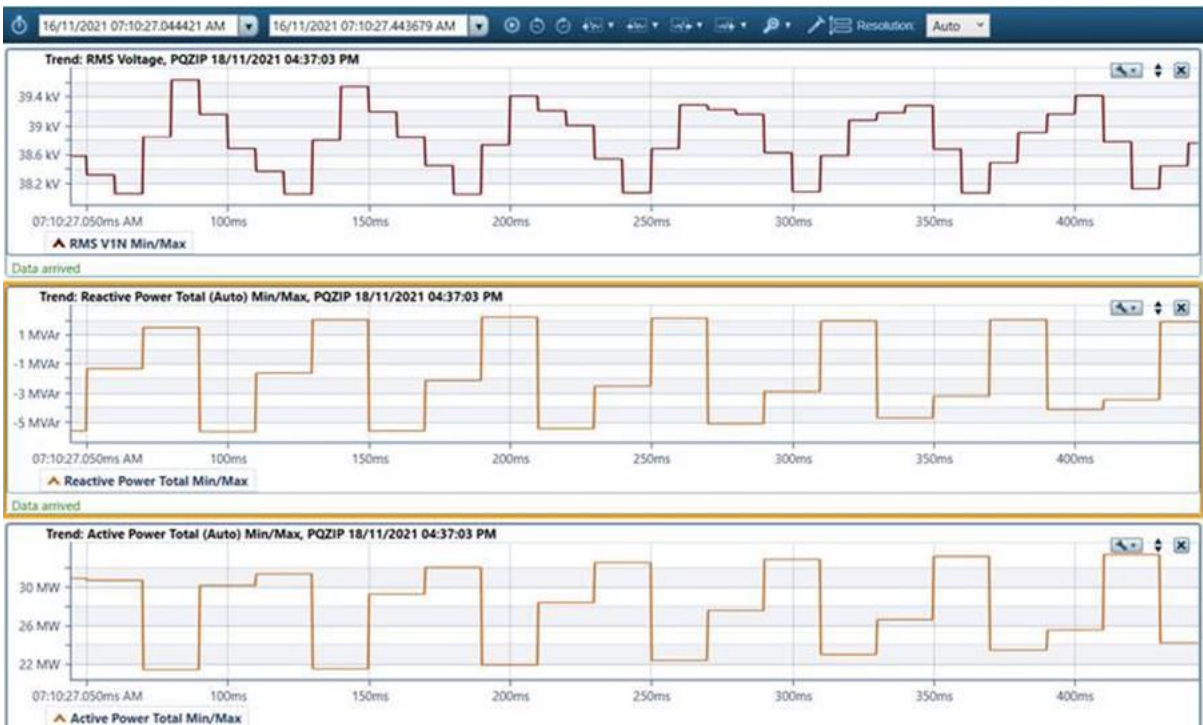 16/11/2021 07:10:27.044421 AM 16/11/2021 07:10:27.443679 AM Resolution: Auto
Trend: RMS Voltage, PQZIP 18/11/2021 04:37:03 PM
39.4 kV
39 kV
38.6 kV
38.2 kV
07:10:27.050ms AM 100ms 150ms 200ms 250ms 300ms 350ms 400ms
RMS V1N Min/Max
Data arrived
Trend: Reactive Power Total (Auto) Min/Max, PQZIP 18/11/2021 04:37:03 PM
1 MVAr
-1 MVAr
-3 MVAr
-5 MVAr
07:10:27.050ms AM 100ms 150ms 200ms 250ms 300ms 350ms 400ms
Reactive Power Total Min/Max
Data arrived
Trend: Active Power Total (Auto) Min/Max, PQZIP 18/11/2021 04:37:03 PM
30 MW
26 MW
22 MW
07:10:27.050ms AM 100ms 150ms 200ms 250ms 300ms 350ms 400ms
Active Power Total Min/Max